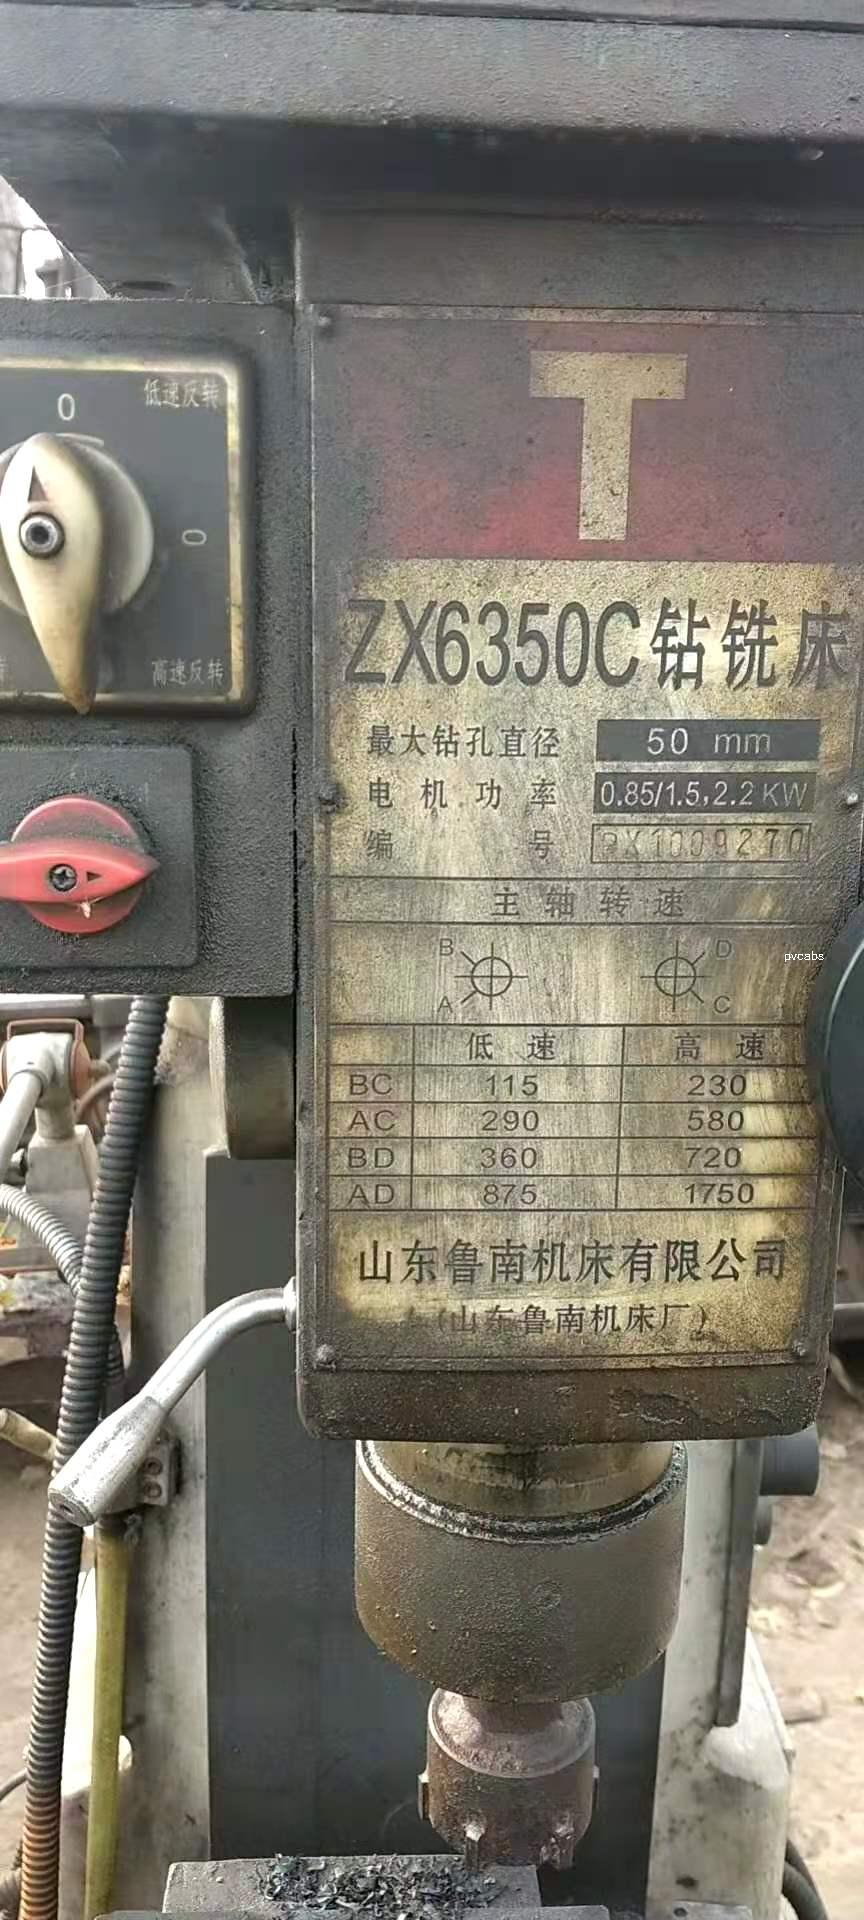 0
低速反转
0
高速反转
T
ZX6350C钻铣床
最大钻孔直径 50 mm
电机功率 0.85/1.5,2.2KW
编号 PX1009270
主轴转速
B D
A C
pvcabs
低速 高速
BC 115 230
AC 290 580
BD 360 720
AD 875 1750
山东鲁南机床有限公司
(山东鲁南机床厂)